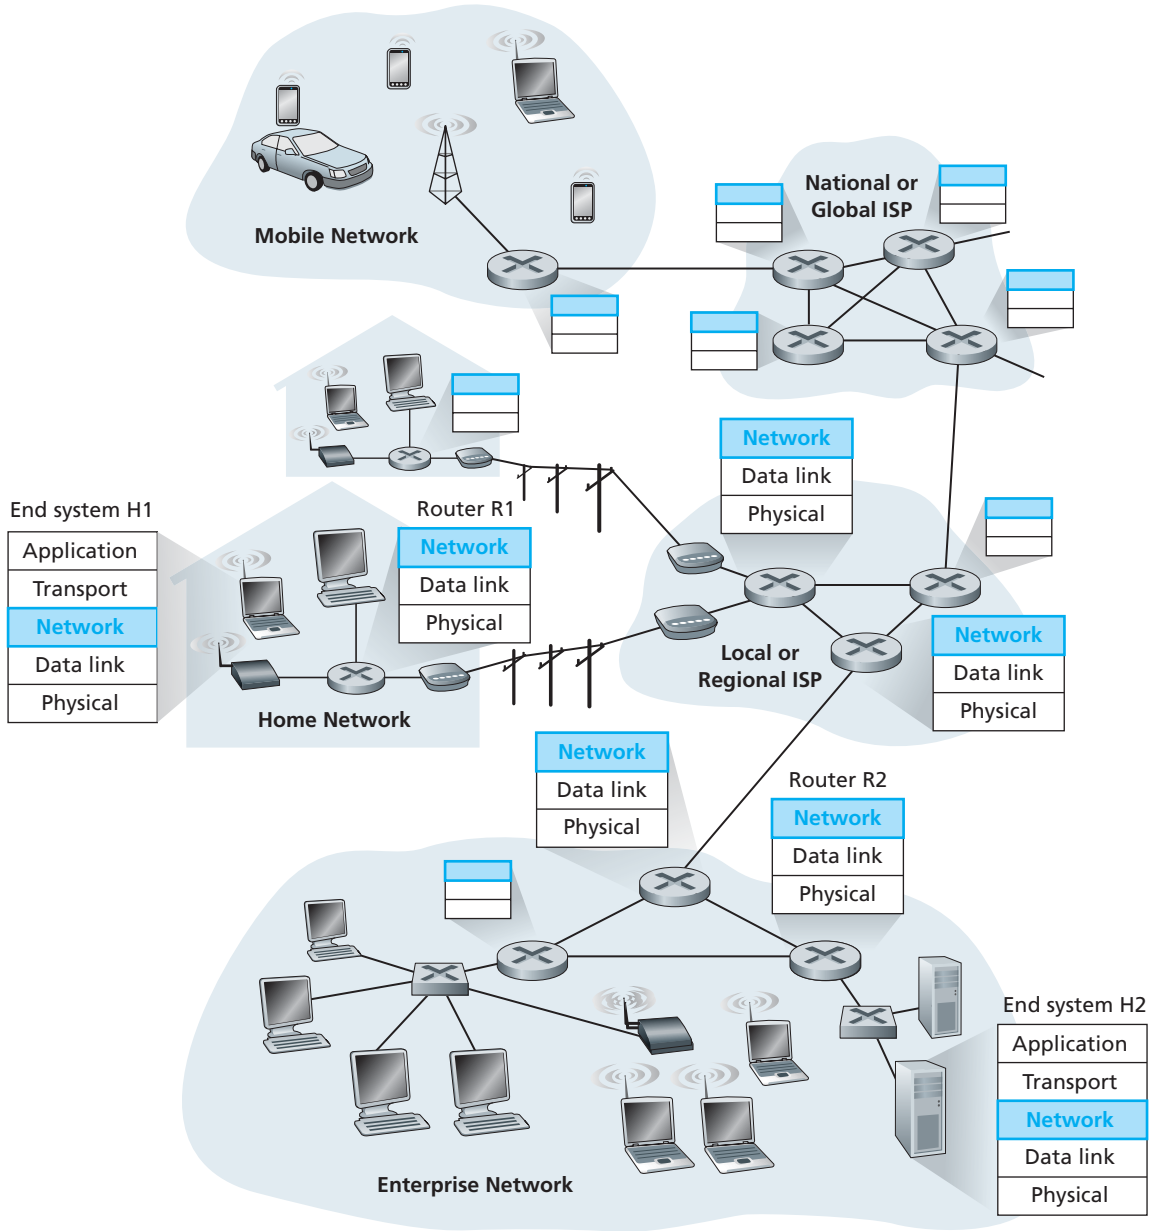 National or
Global ISP
Mobile Network
Network
Data link
Physical
End system H1
Application
Transport
Network
Data link
Physical
Router R1
Network
Data link
Physical
Home Network
Local or
Regional ISP
Network
Data link
Physical
Network
Data link
Physical
Router R2
Network
Data link
Physical
End system H2
Application
Transport
Network
Data link
Physical
Enterprise Network